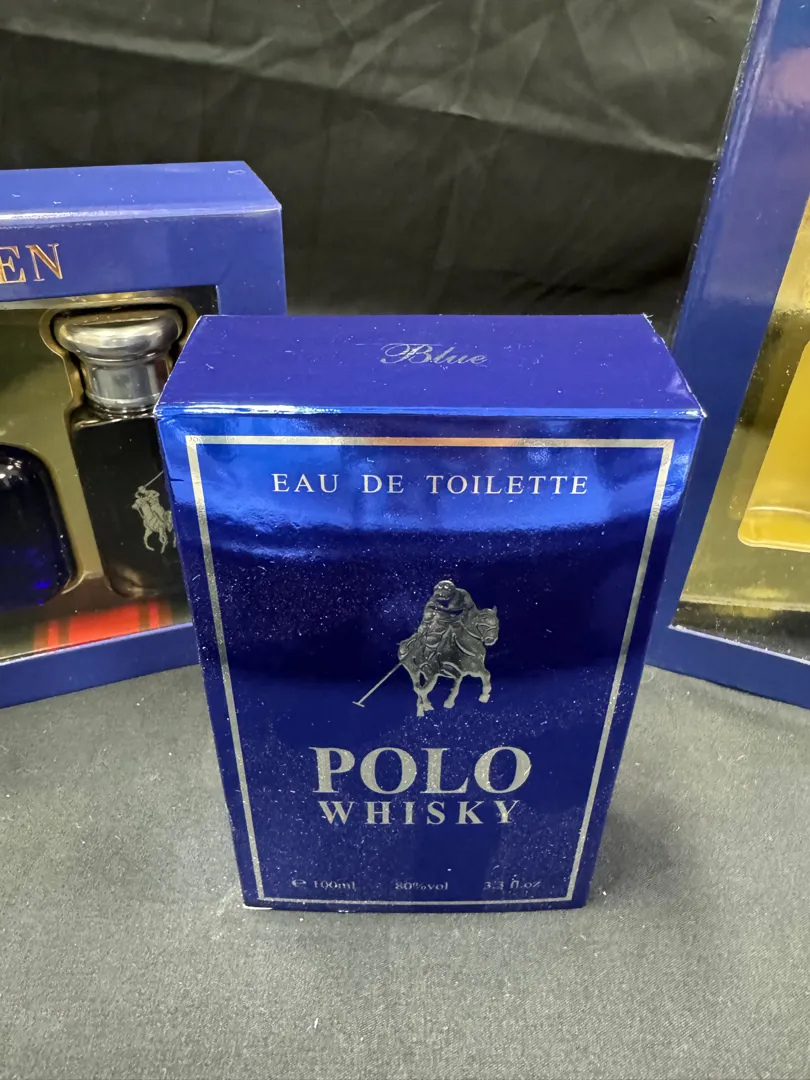 EN
Blue
EAU DE TOILETTE
POLO
WHISKY
℮ 100ml 80%vol 3.3 fl.oz